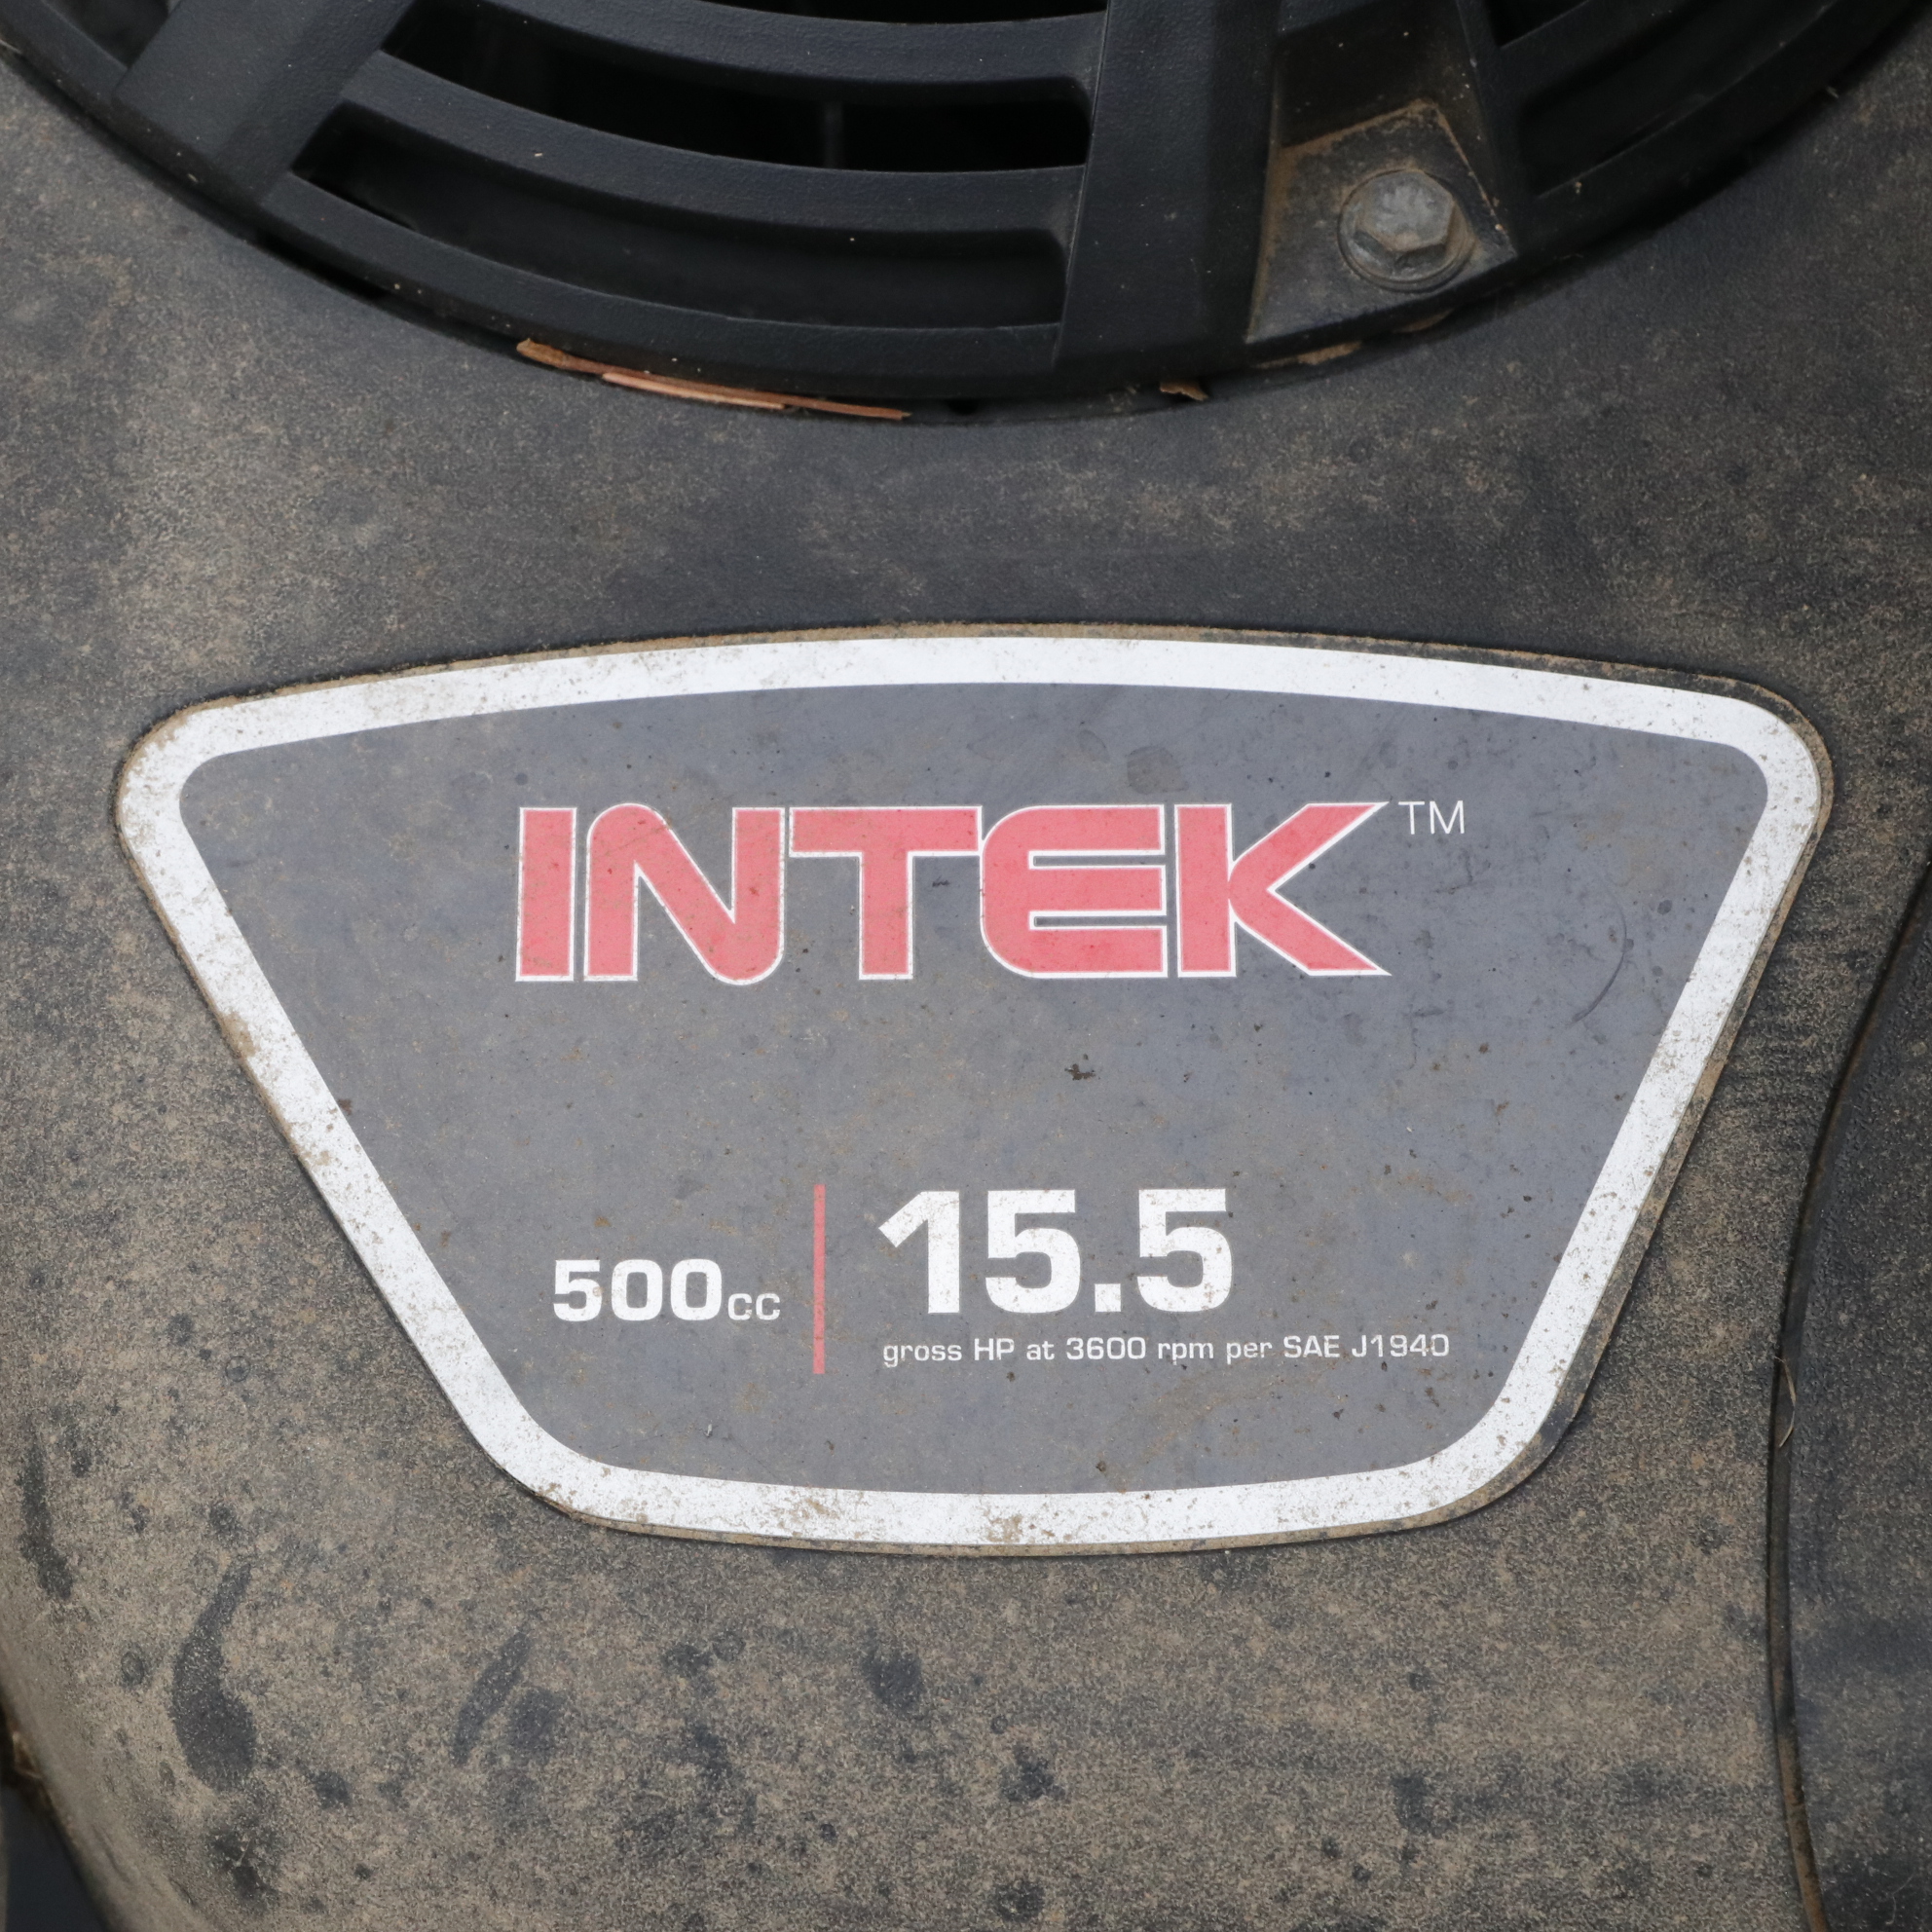 INTEK™
500cc
15.5
gross HP at 3600 rpm per SAE J1940